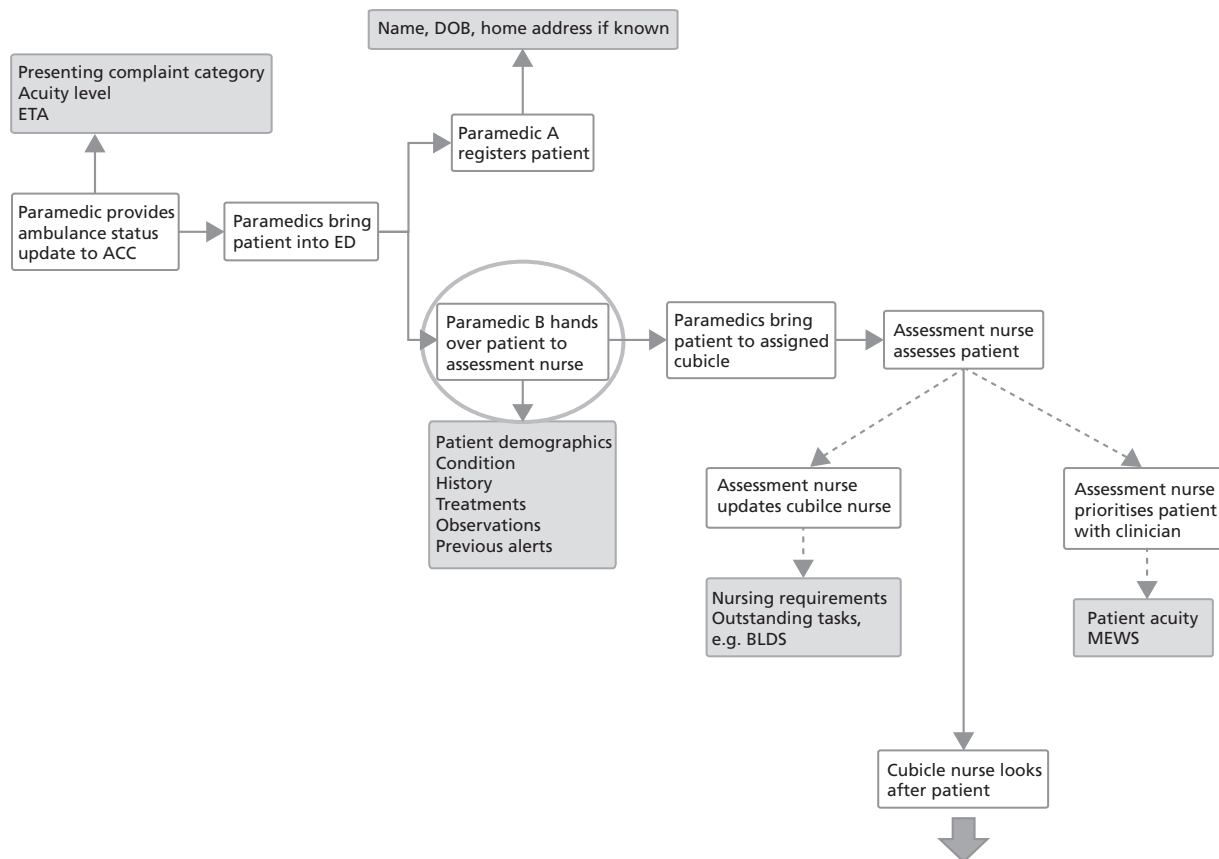 Name, DOB, home address if known
Presenting complaint category
Acuity level
ETA
Paramedic A
registers patient
Paramedic provides
ambulance status
update to ACC
Paramedics bring
patient into ED
Paramedic B hands
over patient to
assessment nurse
Paramedics bring
patient to assigned
cubicle
Assessment nurse
assesses patient
Patient demographics
Condition
History
Treatments
Observations
Previous alerts
Assessment nurse
updates cubilce nurse
Assessment nurse
prioritises patient
with clinician
Nursing requirements
Outstanding tasks,
e.g. BLDS
Patient acuity
MEWS
Cubicle nurse looks
after patient